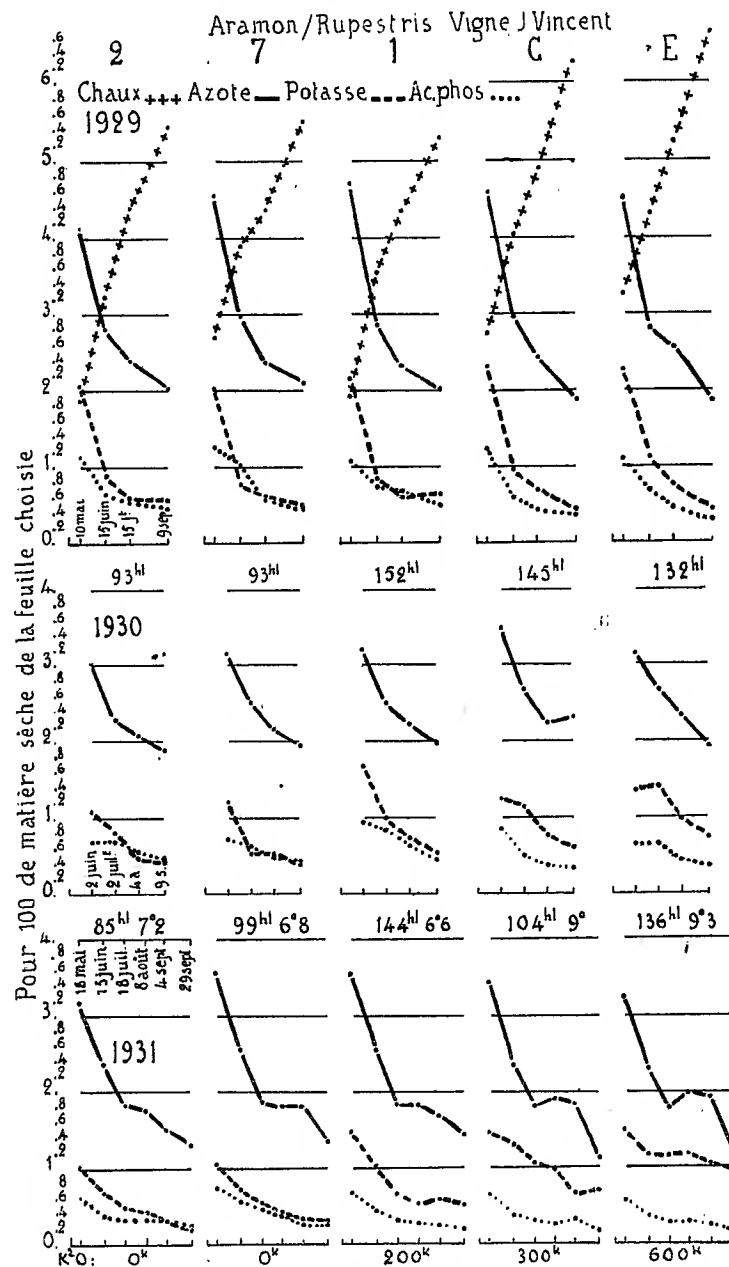 Aramon/Rupestris Vigne J Vincent
2 7 1 C E
Chaux +++ Azote — Potasse --- Ac.phos ....
1929
Pour 100 de matière sèche de la feuille choisie
10 mai 15 juin 15 jt 9 sep
93hl 93hl 152hl 145hl 132hl
1930
2 juin 2 juilt 4 a 9 s.
85hl 7°2 99hl 6°8 144hl 6°6 104hl 9° 136hl 9°3
18 mai 15 juin 18 juil. 8 août 4 sept 29 sept
1931
K²O: 0k 0k 200k 300k 600k